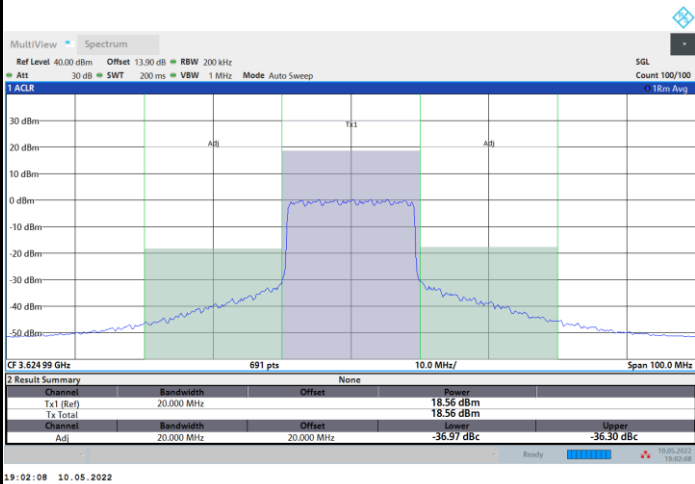 MultiView Spectrum
Ref Level 40.00 dBm Offset 13.90 dB RBW 200 kHz SGL
Att 30 dB SWT 200 ms VBW 1 MHz Mode Auto Sweep Count 100/100
1 ACLR 1Rm Avg
30 dBm
Tx1
20 dBm
Adj Adj
10 dBm
0 dBm
-10 dBm
-20 dBm
-30 dBm
-40 dBm
-50 dBm
CF 3.62499 GHz 691 pts 10.0 MHz/ Span 100.0 MHz
2 Result Summary None
Channel Bandwidth Offset Power
Tx1 (Ref) 20.000 MHz 18.56 dBm
Tx Total 18.56 dBm
Channel Bandwidth Offset Lower Upper
Adj 20.000 MHz 20.000 MHz -36.97 dBc -36.30 dBc
Ready 10.05.2022
19:02:08
19:02:08 10.05.2022